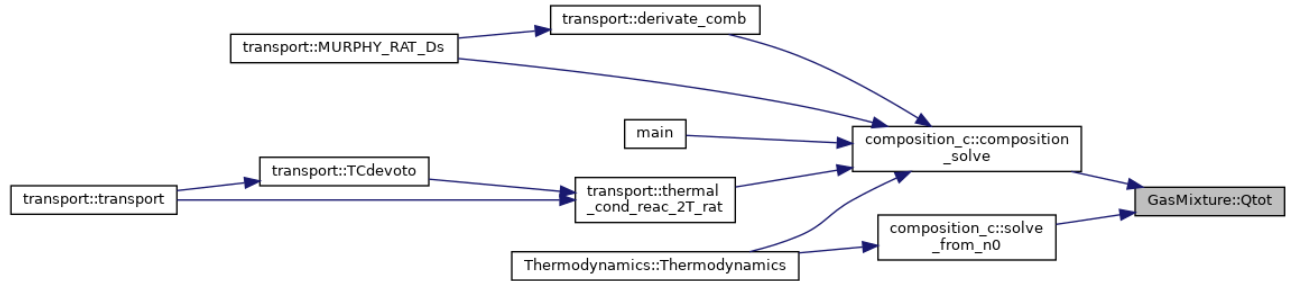 transport::derivate_comb
transport::MURPHY_RAT_Ds
main
composition_c::composition
_solve
transport::TCdevoto
transport::thermal
_cond_reac_2T_rat
transport::transport
GasMixture::Qtot
composition_c::solve
_from_n0
Thermodynamics::Thermodynamics